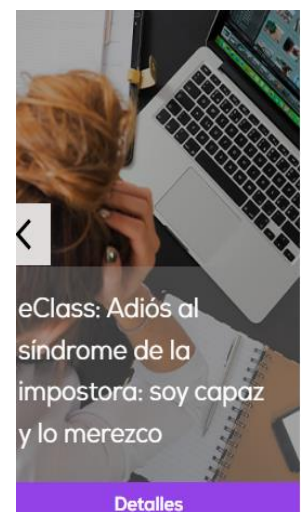 eClass: Adiós al
síndrome de la
impostora: soy capaz
y lo merezco
Detalles